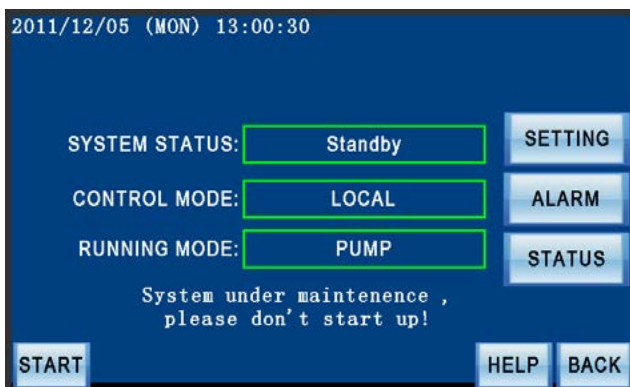 2011/12/05 (MON) 13:00:30
SYSTEM STATUS: Standby SETTING
CONTROL MODE: LOCAL ALARM
RUNNING MODE: PUMP STATUS
System under maintenence ,
please don't start up!
START HELP BACK